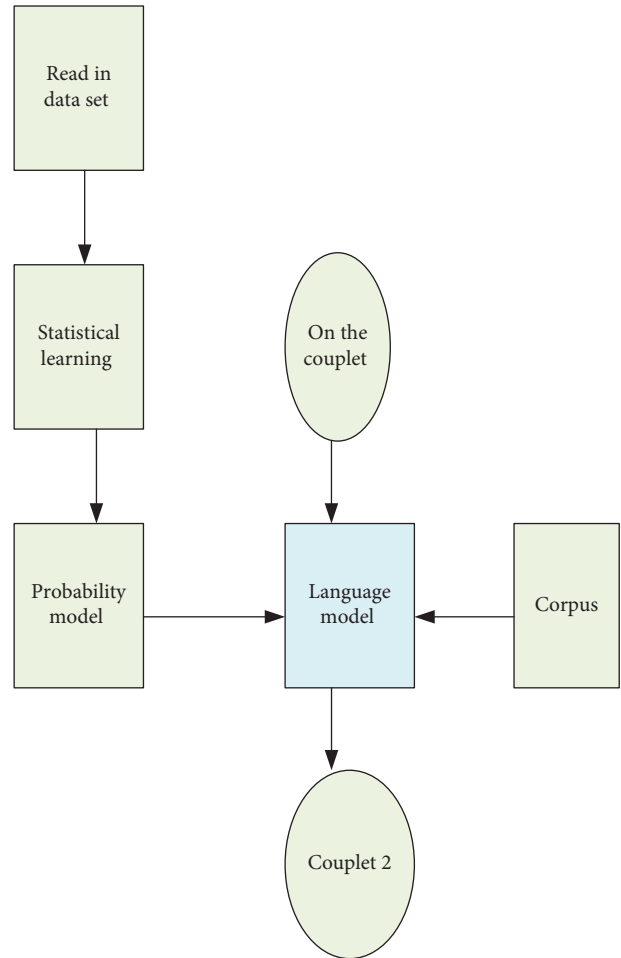 Read in
data set
Statistical
learning
On the
couplet
Probability
model
Language
model
Corpus
Couplet 2